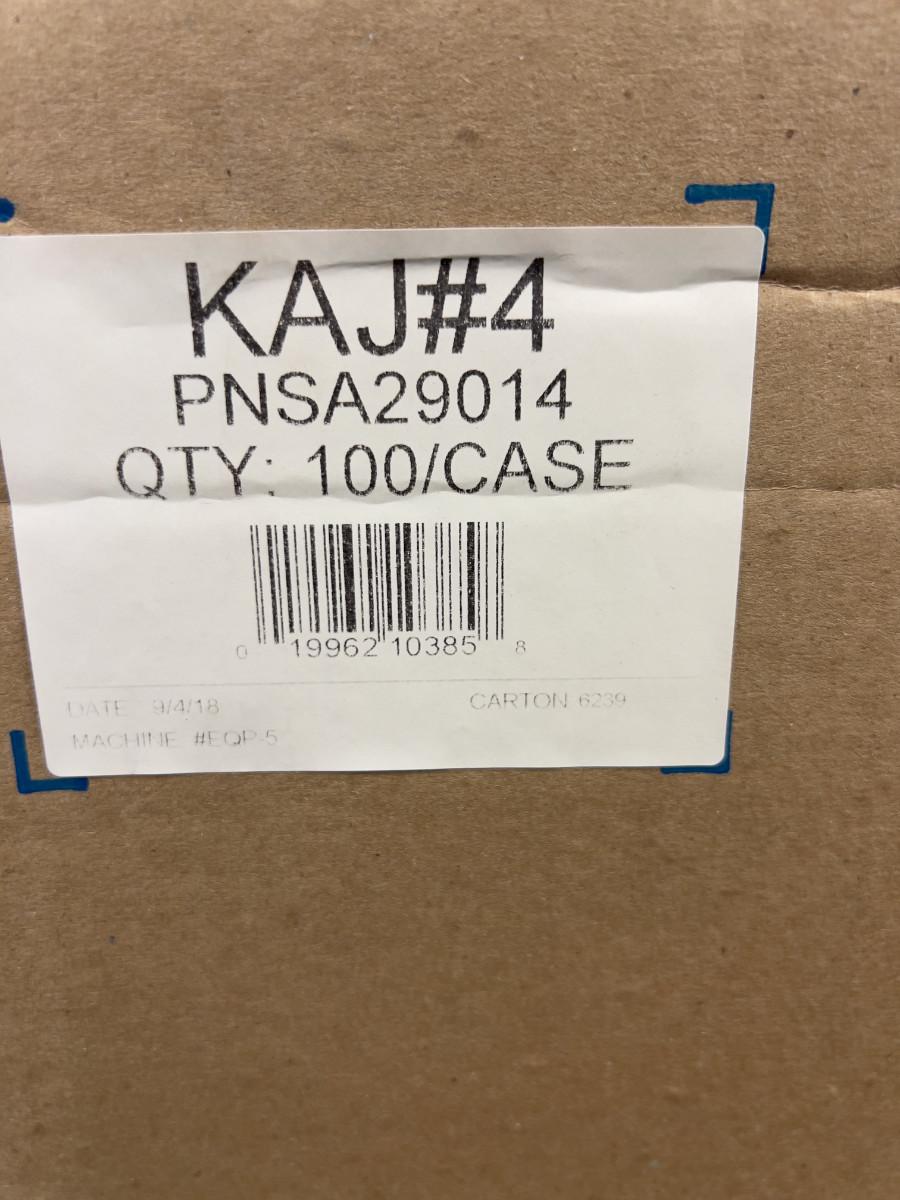 KAJ#4
PNSA29014
QTY: 100/CASE
0 19962 10385 8
DATE 9/4/18 CARTON 6239
MACHINE #EQP-5